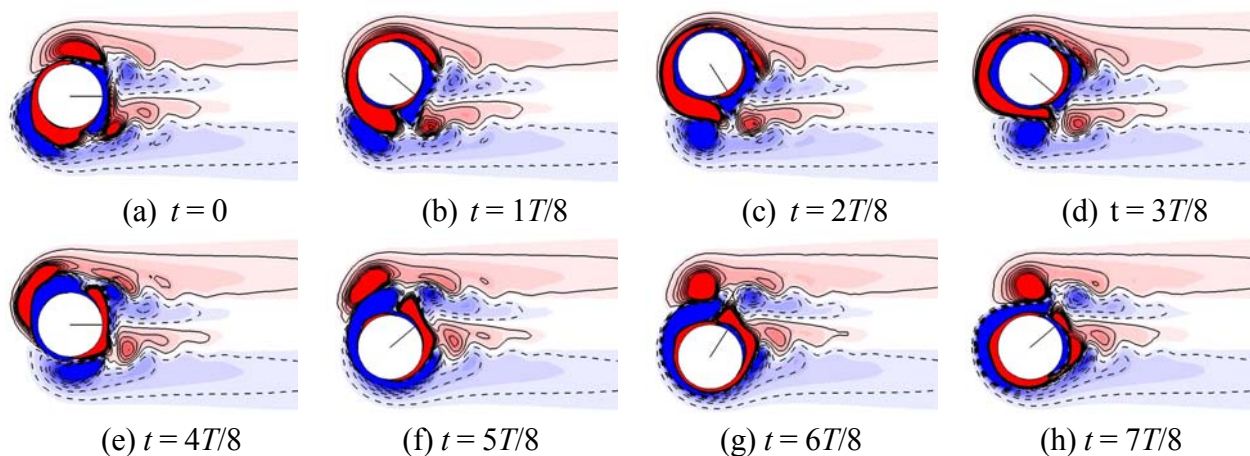 (a) t = 0 (b) t = 1T/8 (c) t = 2T/8 (d) t = 3T/8
(e) t = 4T/8 (f) t = 5T/8 (g) t = 6T/8 (h) t = 7T/8